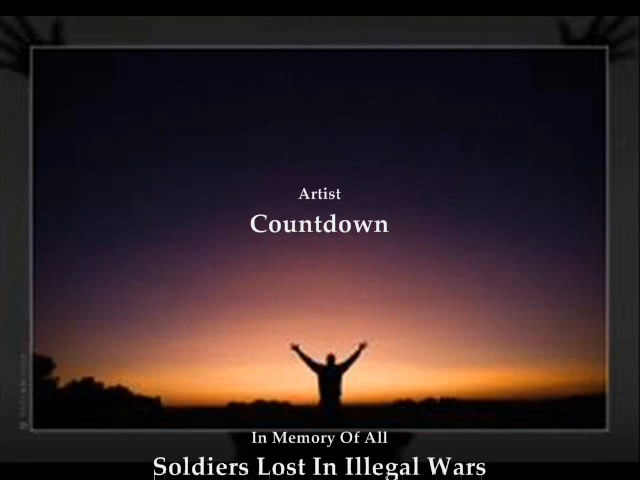 Artist
Countdown
In Memory Of All
Soldiers Lost In Illegal Wars